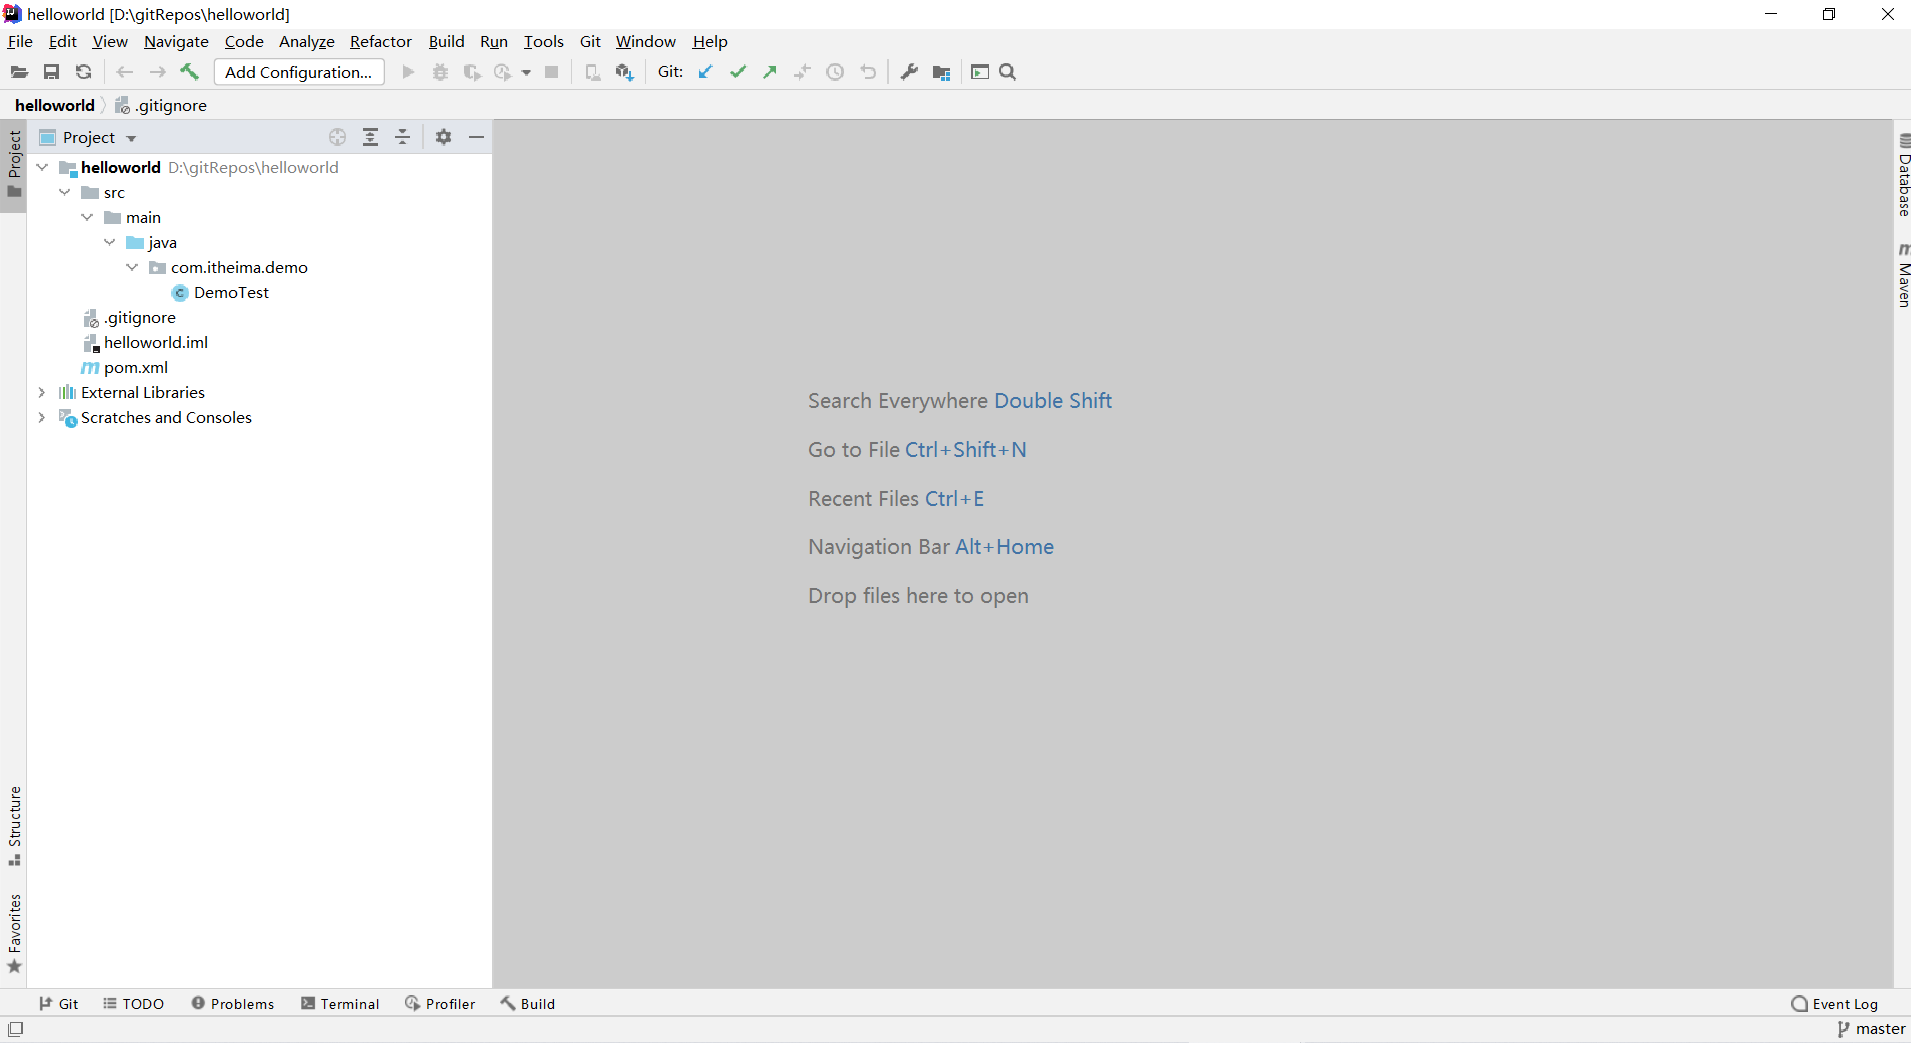 helloworld [D:\gitRepos\helloworld]
File Edit View Navigate Code Analyze Refactor Build Run Tools Git Window Help
Add Configuration... Git:
helloworld .gitignore
Project
Project
helloworld D:\gitRepos\helloworld
src
main
java
com.itheima.demo
DemoTest
.gitignore
helloworld.iml
pom.xml
External Libraries
Scratches and Consoles
Search Everywhere Double Shift
Go to File Ctrl+Shift+N
Recent Files Ctrl+E
Navigation Bar Alt+Home
Drop files here to open
Database
Maven
Structure
Favorites
Git TODO Problems Terminal Profiler Build Event Log
master